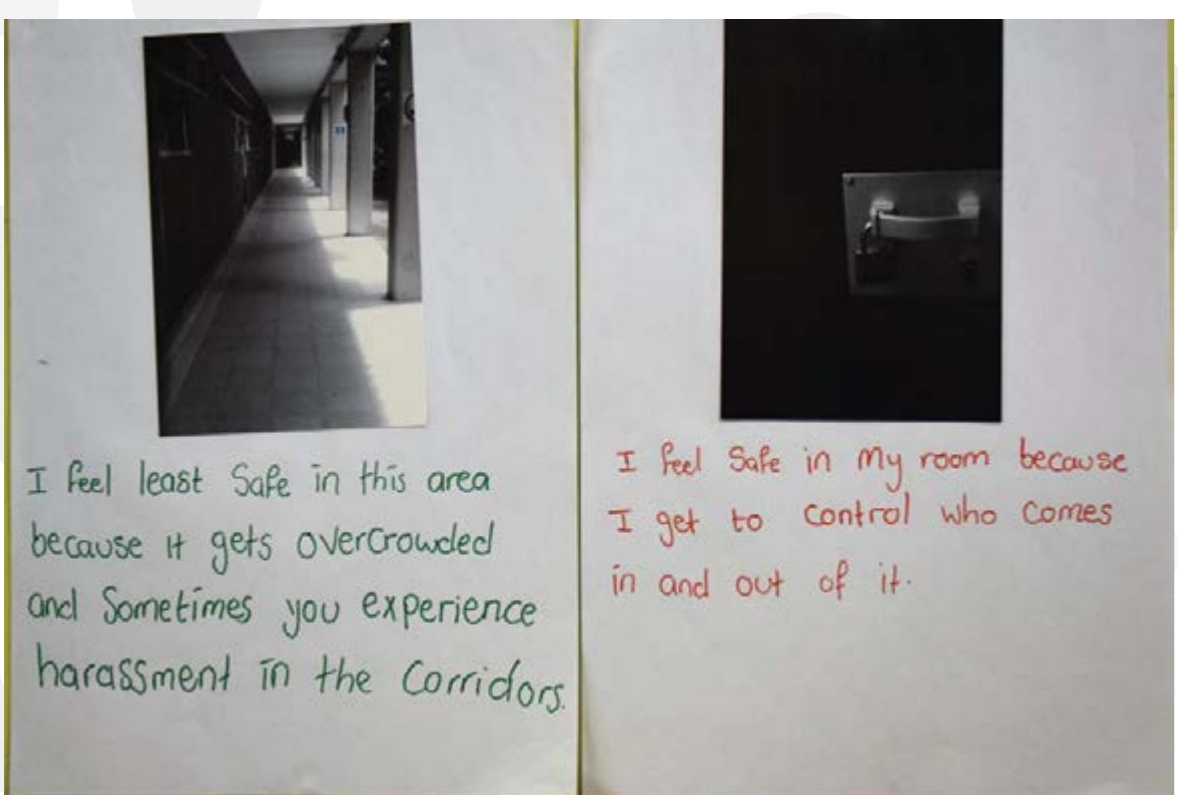 I feel least Safe in this area
because it gets overcrowded
and Sometimes you experience
harassment in the Corridors.
I feel Safe in My room because
I get to control who comes
in and out of it.